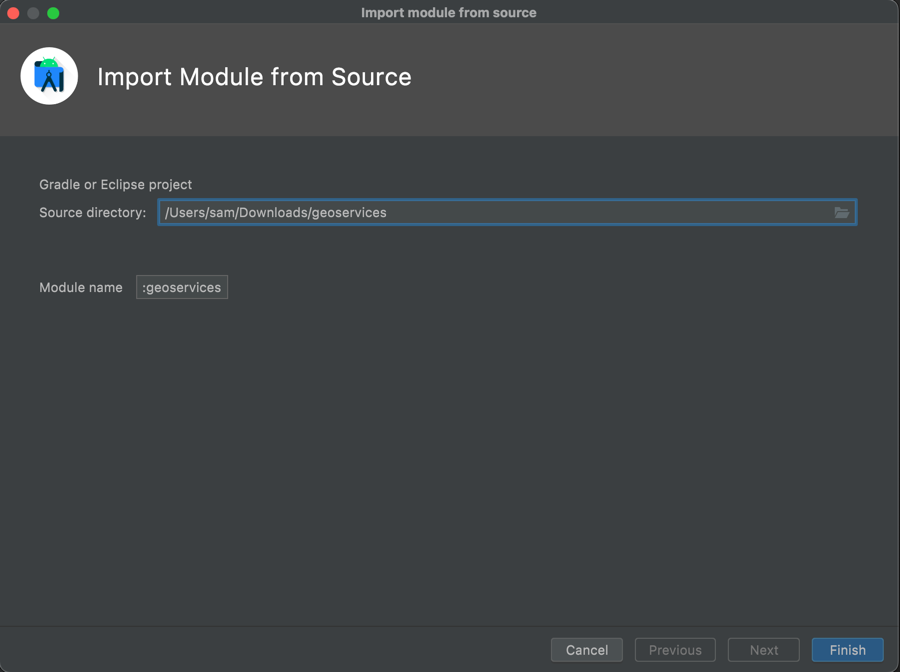 Import module from source
Import Module from Source
Gradle or Eclipse project
Source directory: /Users/sam/Downloads/geoservices
Module name :geoservices
Cancel Previous Next Finish